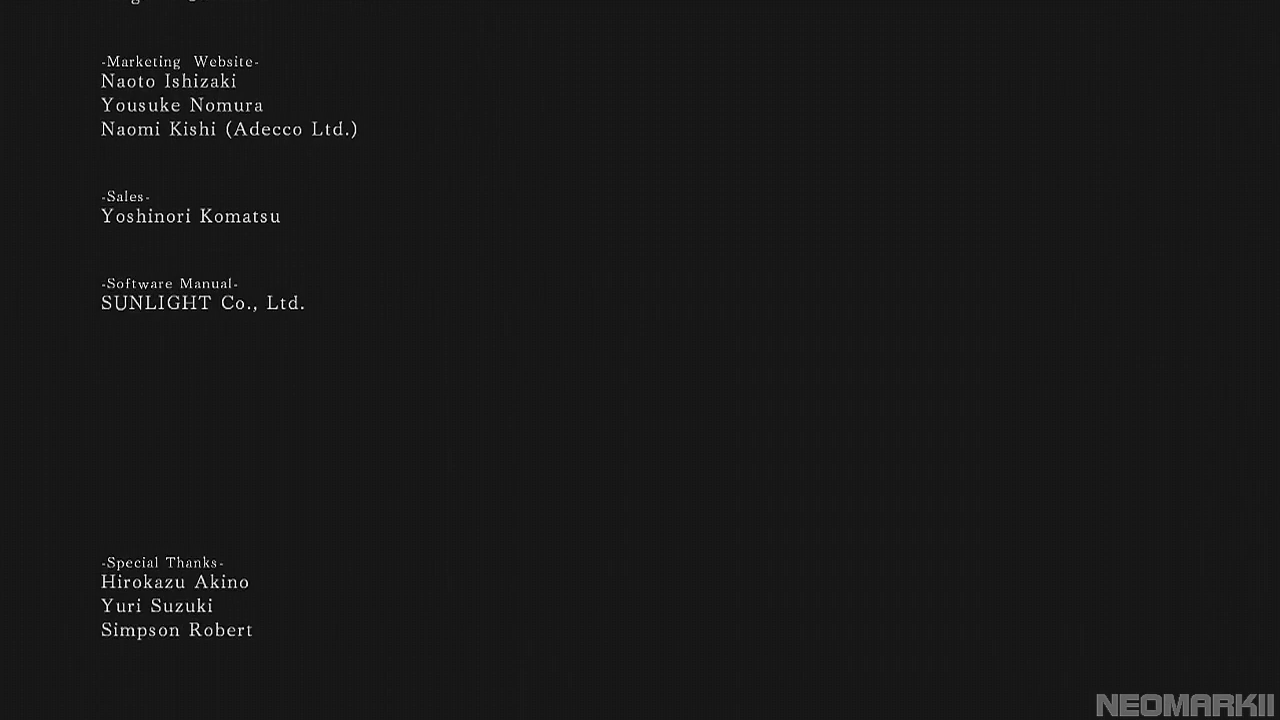 -Marketing Website-
Naoto Ishizaki
Yousuke Nomura
Naomi Kishi (Adecco Ltd.)
-Sales-
Yoshinori Komatsu
-Software Manual-
SUNLIGHT Co., Ltd.
-Special Thanks-
Hirokazu Akino
Yuri Suzuki
Simpson Robert
NEOMARKII